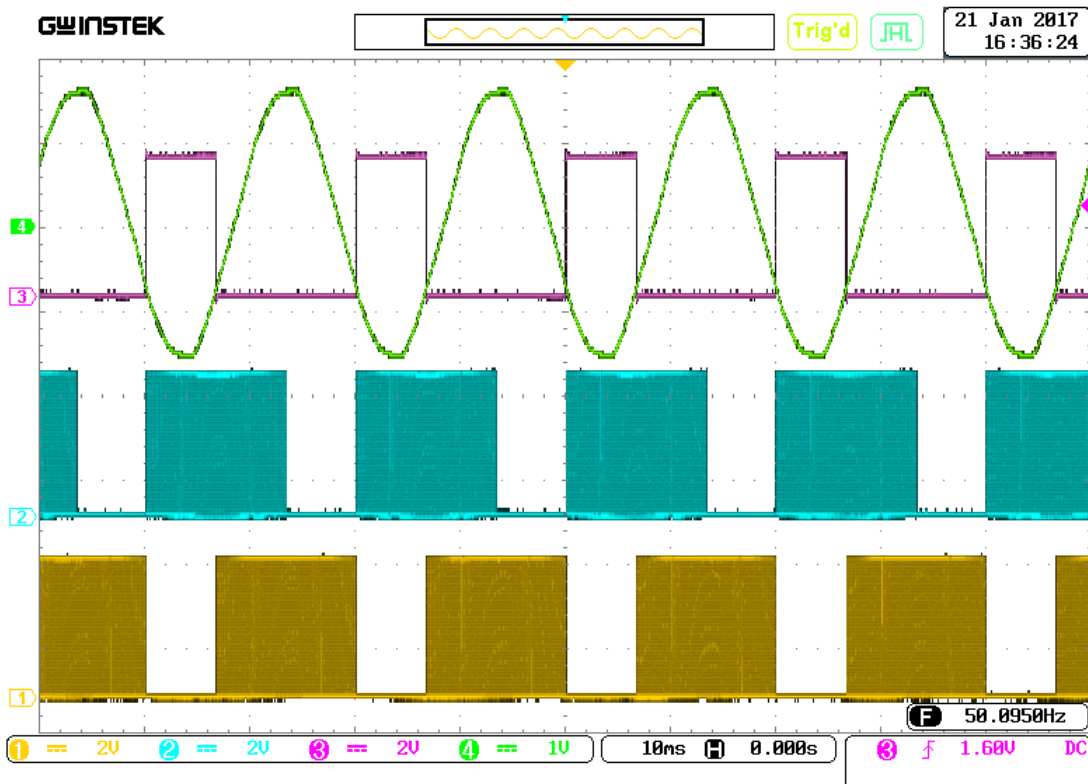 GWINSTEK
Trig'd
21 Jan 2017
16:36:24
4
3
2
1
F 50.0950Hz
1 2V 2 2V 3 2V 4 1V
10ms H 0.000s
3 1.60V DC